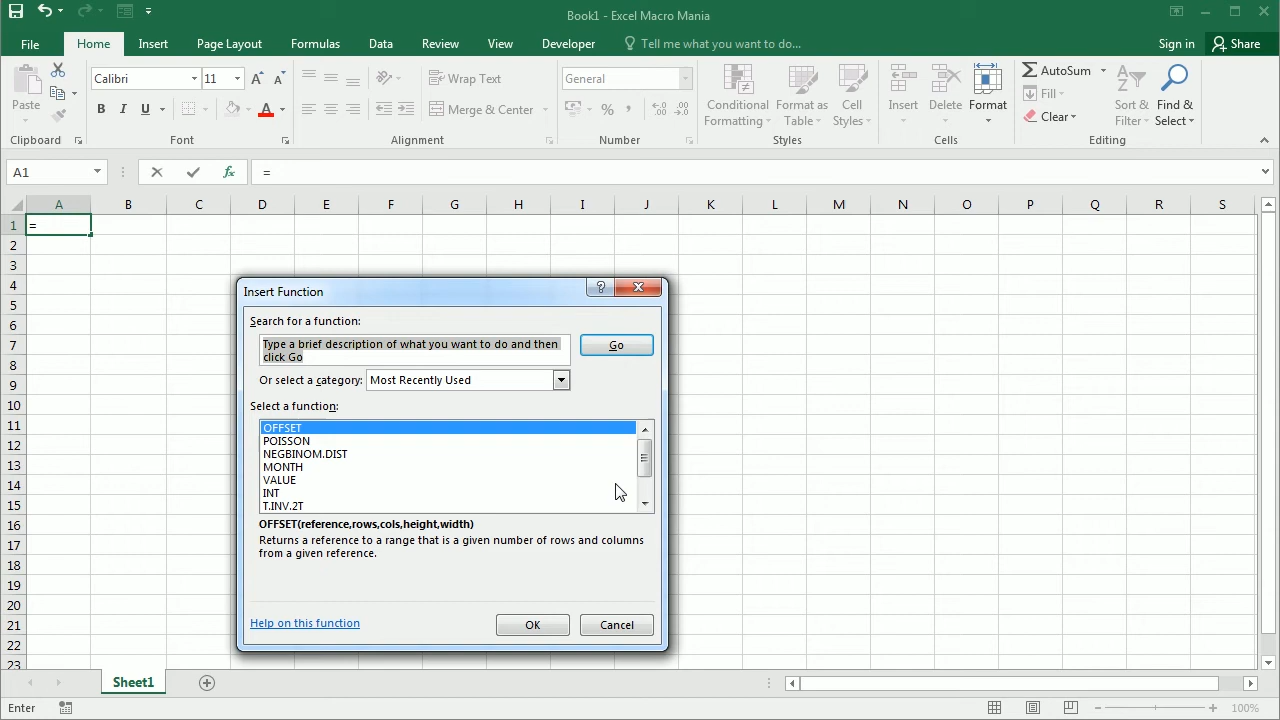 Book1 - Excel Macro Mania
File Home Insert Page Layout Formulas Data Review View Developer Tell me what you want to do... Sign in Share
Paste
Clipboard
Calibri 11
B I U A
Font
Wrap Text
Merge & Center
Alignment
General
% ,
Number
Conditional Formatting
Format as Table
Cell Styles
Styles
Insert
Delete
Format
Cells
AutoSum
Fill
Clear
Sort & Filter
Find & Select
Editing
A1 fx =
A B C D E F G H I J K L M N O P Q R S
1 =
2
3
4
5
6
7
8
9
10
11
12
13
14
15
16
17
18
19
20
21
22
23
Insert Function
?
Search for a function:
Type a brief description of what you want to do and then
click Go
Go
Or select a category: Most Recently Used
Select a function:
OFFSET
POISSON
NEGBINOM.DIST
MONTH
VALUE
INT
T.INV.2T
OFFSET(reference,rows,cols,height,width)
Returns a reference to a range that is a given number of rows and columns
from a given reference.
Help on this function OK Cancel
Sheet1
Enter 100%